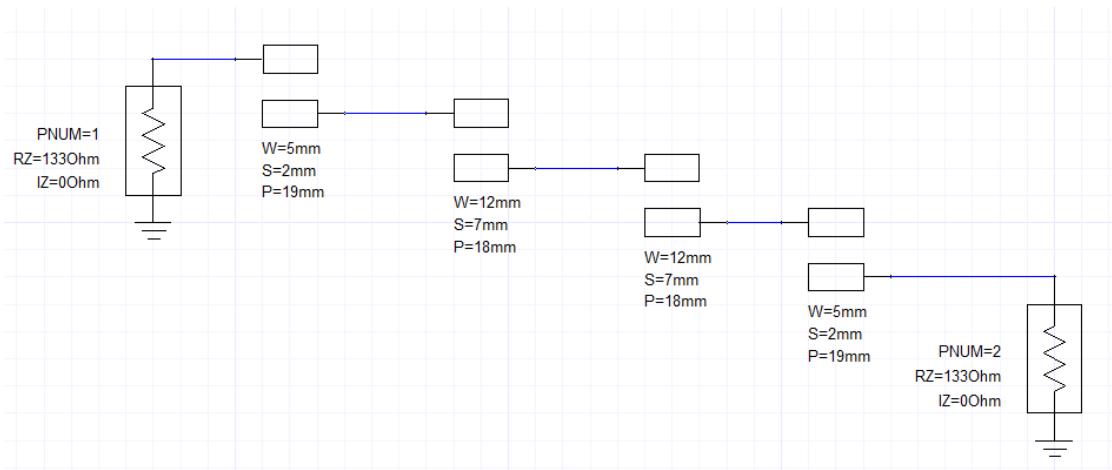 PNUM=1
RZ=133Ohm
IZ=0Ohm
W=5mm
S=2mm
P=19mm
W=12mm
S=7mm
P=18mm
W=12mm
S=7mm
P=18mm
W=5mm
S=2mm
P=19mm
PNUM=2
RZ=133Ohm
IZ=0Ohm